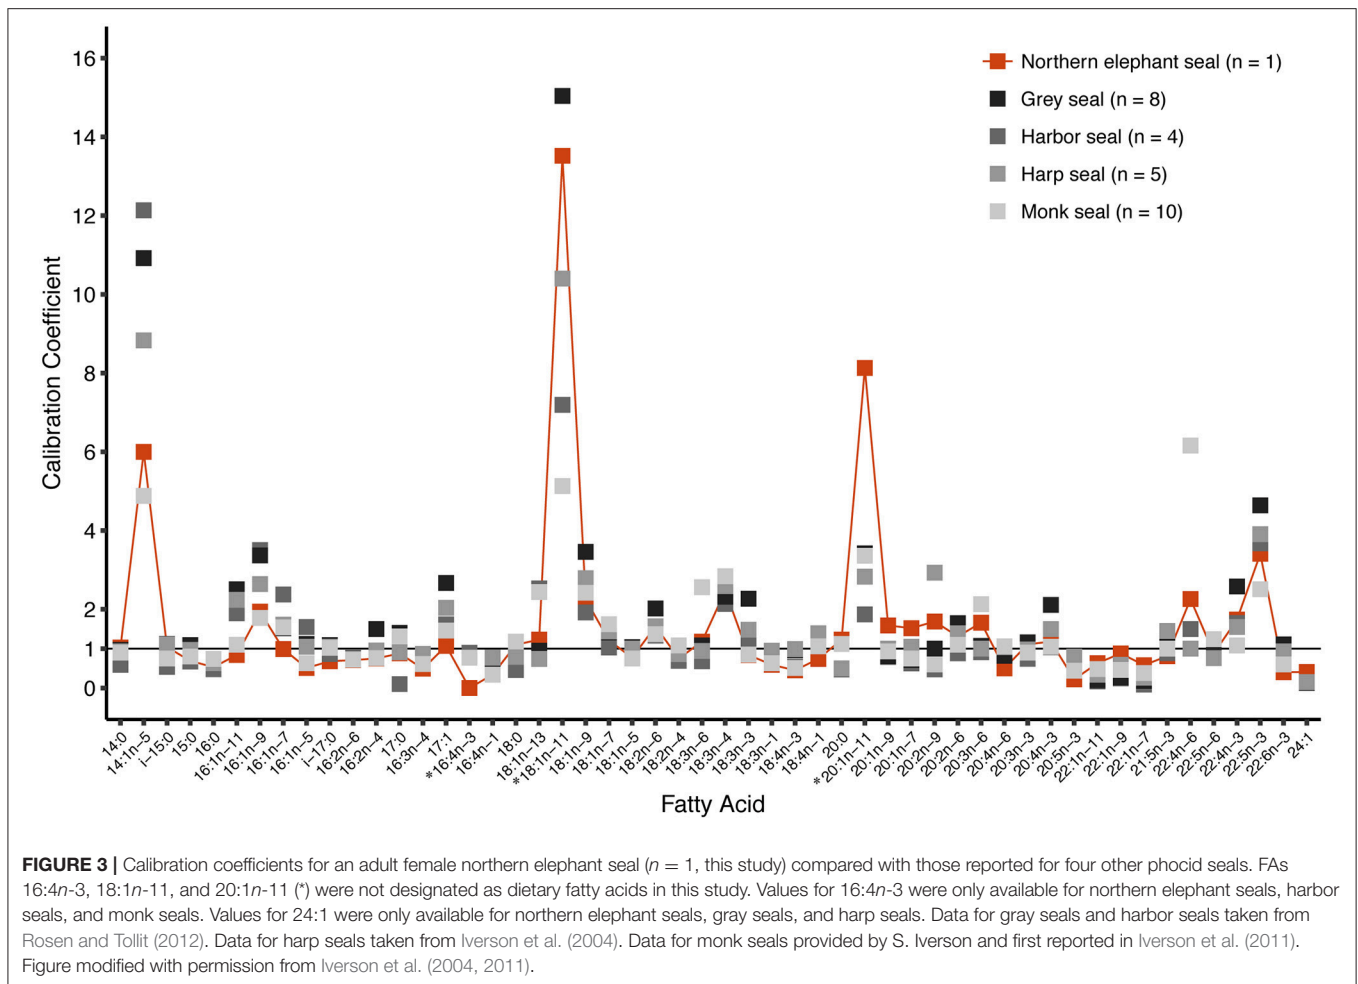 16
14
12
10
8
6
4
2
1
0
Calibration Coefficient
Northern elephant seal (n = 1)
Grey seal (n = 8)
Harbor seal (n = 4)
Harp seal (n = 5)
Monk seal (n = 10)
14:0
14:1n−5
i−15:0
15:0
16:0
16:1n−11
16:1n−9
16:1n−7
16:1n−5
i−17:0
16:2n−6
16:2n−4
17:0
16:3n−4
17:1
*16:4n−3
16:4n−1
18:0
18:1n−13
*18:1n−11
18:1n−9
18:1n−7
18:1n−5
18:2n−6
18:2n−4
18:3n−6
18:3n−4
18:3n−3
18:3n−1
18:4n−3
18:4n−1
20:0
*20:1n−11
20:1n−9
20:1n−7
20:2n−9
20:2n−6
20:3n−6
20:4n−6
20:3n−3
20:4n−3
20:5n−3
22:1n−11
22:1n−9
22:1n−7
21:5n−3
22:4n−6
22:5n−6
22:4n−3
22:5n−3
22:6n−3
24:1
Fatty Acid
FIGURE 3 | Calibration coefficients for an adult female northern elephant seal (n = 1, this study) compared with those reported for four other phocid seals. FAs
16:4n-3, 18:1n-11, and 20:1n-11 (*) were not designated as dietary fatty acids in this study. Values for 16:4n-3 were only available for northern elephant seals, harbor
seals, and monk seals. Values for 24:1 were only available for northern elephant seals, gray seals, and harp seals. Data for gray seals and harbor seals taken from
Rosen and Tollit (2012). Data for harp seals taken from Iverson et al. (2004). Data for monk seals provided by S. Iverson and first reported in Iverson et al. (2011).
Figure modified with permission from Iverson et al. (2004, 2011).